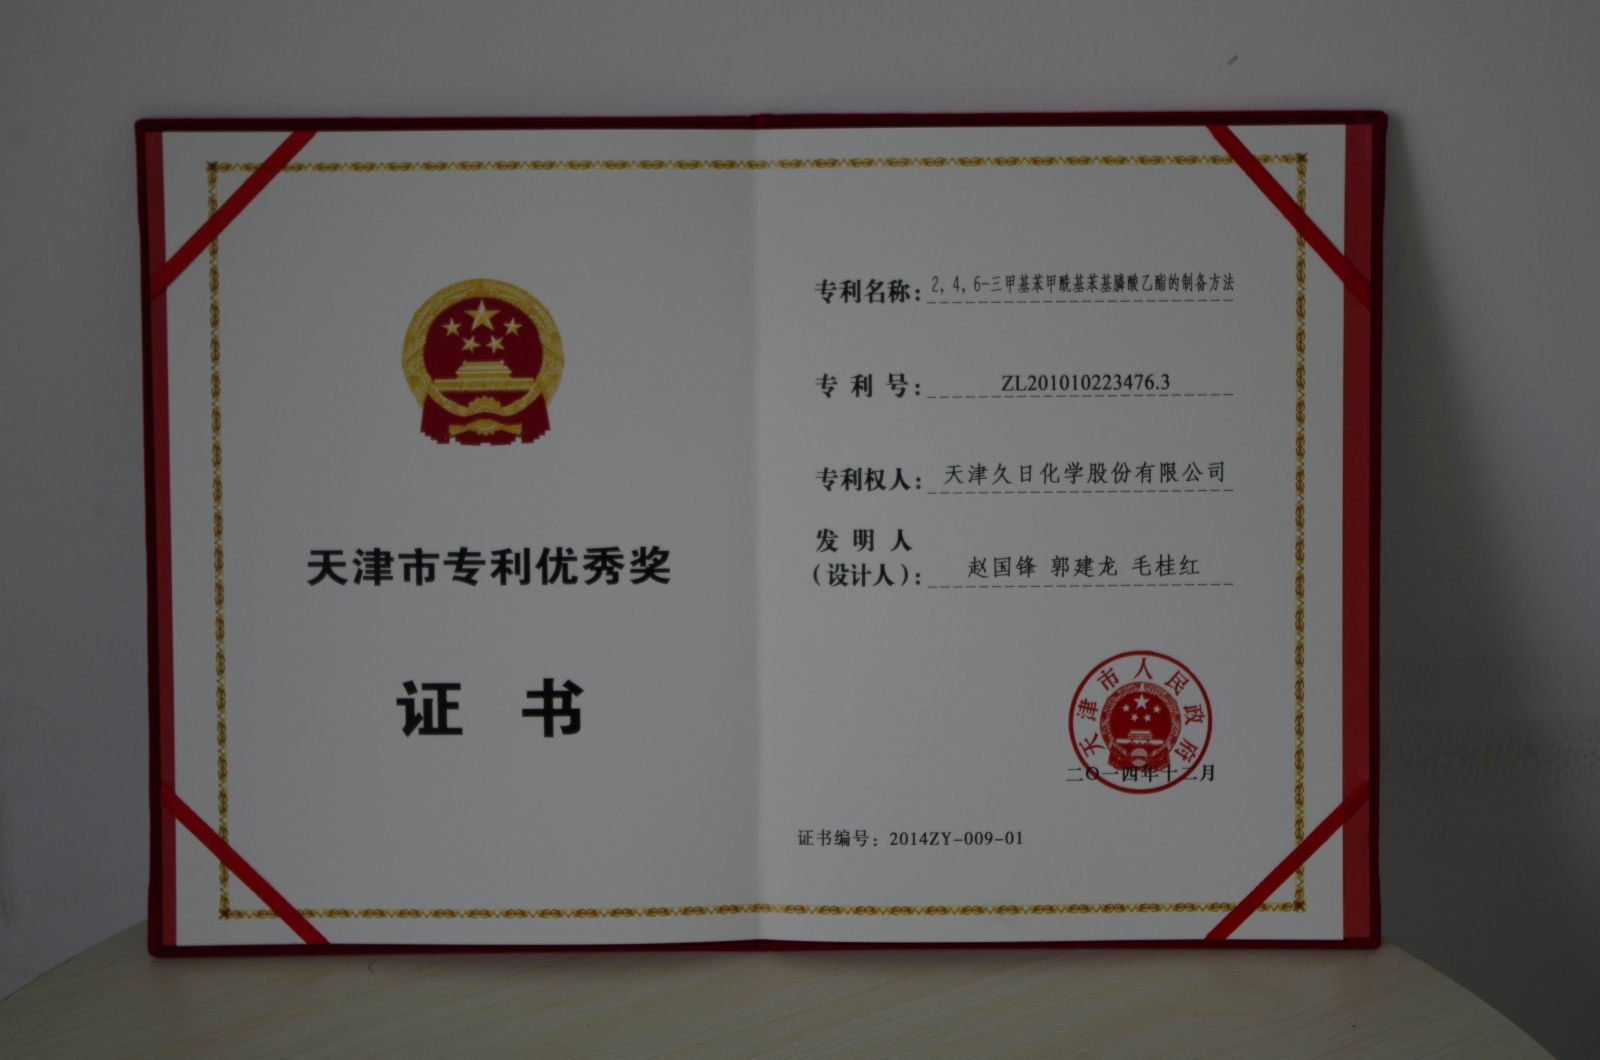 天津市专利优秀奖
证 书
专利名称: 2, 4, 6-三甲基苯甲酰基苯基膦酸乙酯的制备方法
专 利 号: ZL201010223476.3
专利权人: 天津久日化学股份有限公司
发 明 人
(设计人): 赵国锋 郭建龙 毛桂红
天津市人民政府
二〇一四年十二月
证书编号: 2014ZY-009-01